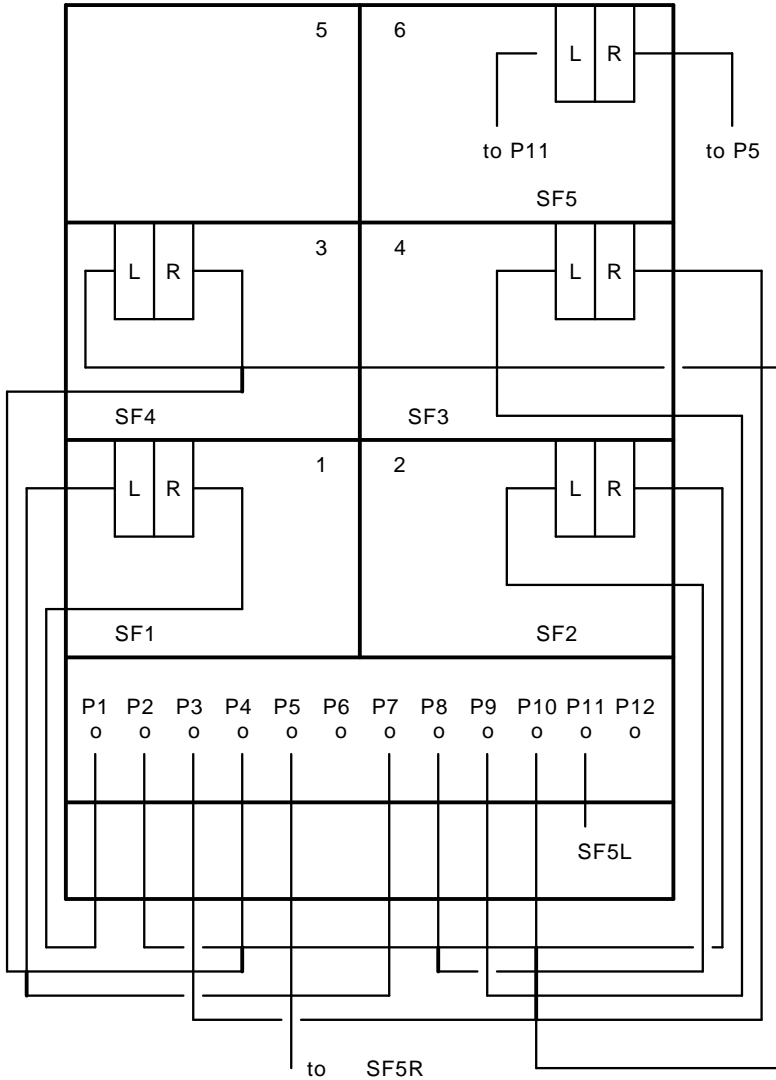 5 6 L R
to P11 to P5
SF5
L R 3 4 L R
SF4 SF3
L R 1 2 L R
SF1 SF2
P1 P2 P3 P4 P5 P6 P7 P8 P9 P10 P11 P12
o o o o o o o o o o o o
SF5L
to SF5R